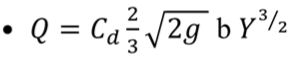 • Q = C_d 2/3 √2g b Y^3/2